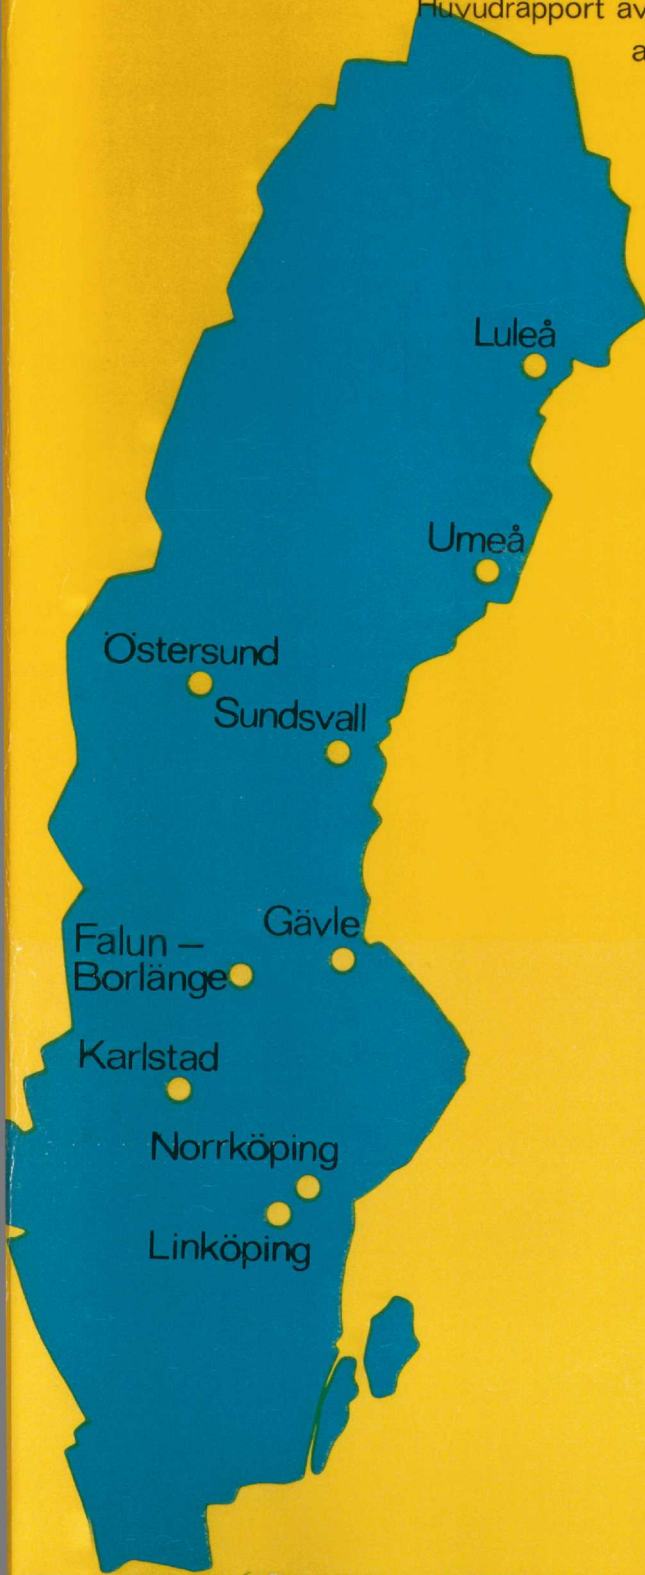 Huvudrapport av
a
Luleå
Umeå
Östersund
Sundsvall
Gävle
Falun –
Borlänge
Karlstad
Norrköping
Linköping